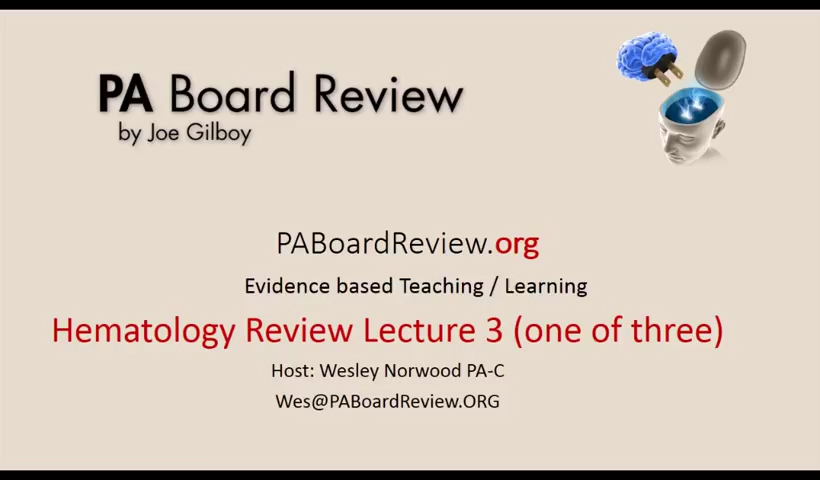 PA Board Review
by Joe Gilboy
PABoardReview.org
Evidence based Teaching / Learning
Hematology Review Lecture 3 (one of three)
Host: Wesley Norwood PA-C
Wes@PABoardReview.ORG